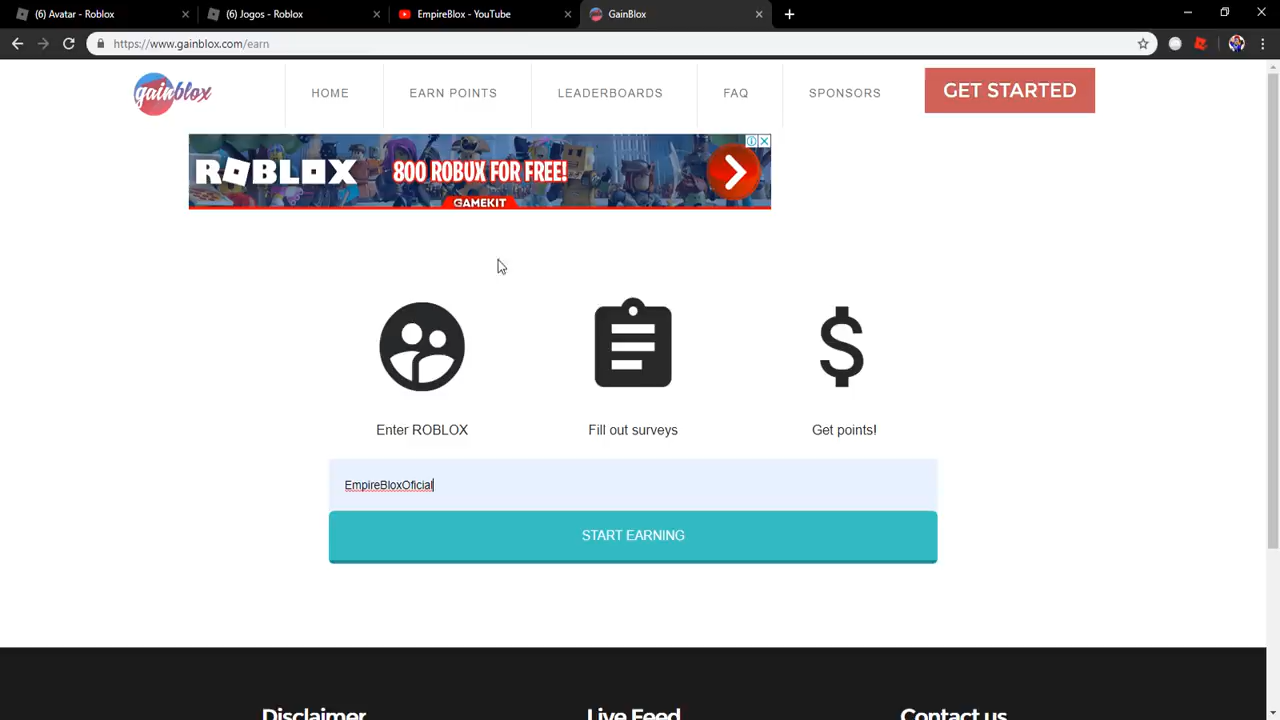 (6) Avatar - Roblox
(6) Jogos - Roblox
EmpireBlox - YouTube
GainBlox
https://www.gainblox.com/earn
gainblox
HOME
EARN POINTS
LEADERBOARDS
FAQ
SPONSORS
GET STARTED
ROBLOX
800 ROBUX FOR FREE!
GAMEKIT
Enter ROBLOX
Fill out surveys
Get points!
EmpireBloxOficial
START EARNING
Disclaimer
Live Feed
Contact us